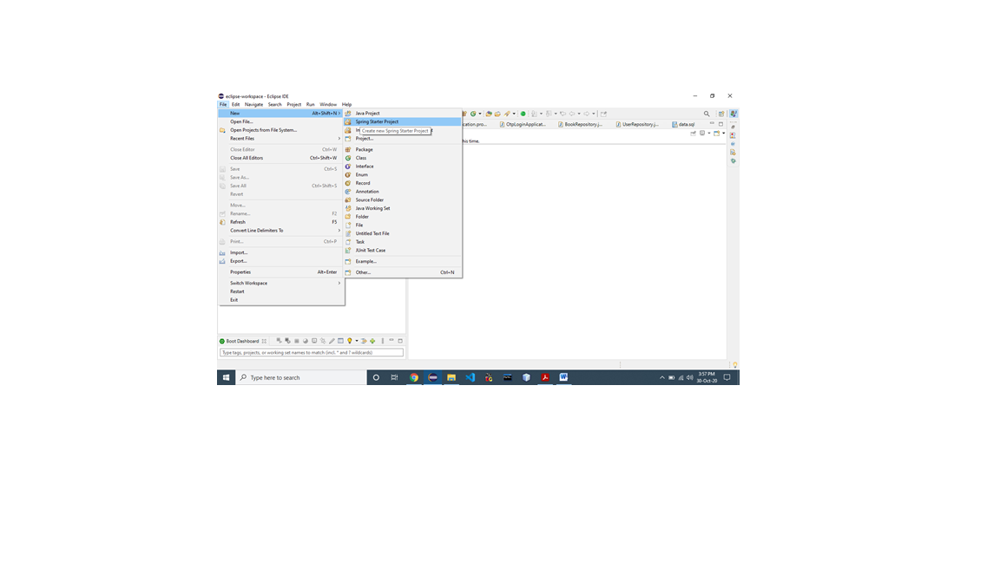 eclipse-workspace - Eclipse IDE
File Edit Navigate Search Project Run Window Help
New Alt+Shift+N
Open File...
Open Projects from File System...
Recent Files
Close Editor Ctrl+W
Close All Editors Ctrl+Shift+W
Save Ctrl+S
Save As...
Save All Ctrl+Shift+S
Revert
Move...
Rename... F2
Refresh F5
Convert Line Delimiters To
Print... Ctrl+P
Import...
Export...
Properties Alt+Enter
Switch Workspace
Restart
Exit
Java Project
Spring Starter Project
Create new Spring Starter Project
Project...
Package
Class
Interface
Enum
Record
Annotation
Source Folder
Java Working Set
Folder
File
Untitled Text File
Task
JUnit Test Case
Example...
Other... Ctrl+N
cation.pro... OtpLoginApplicat... BookRepository.j... UserRepository.j... data.sql
his time.
Boot Dashboard
Type tags, projects, or working set names to match (incl. * and ? wildcards)
Type here to search
3:57 PM
30-Oct-20